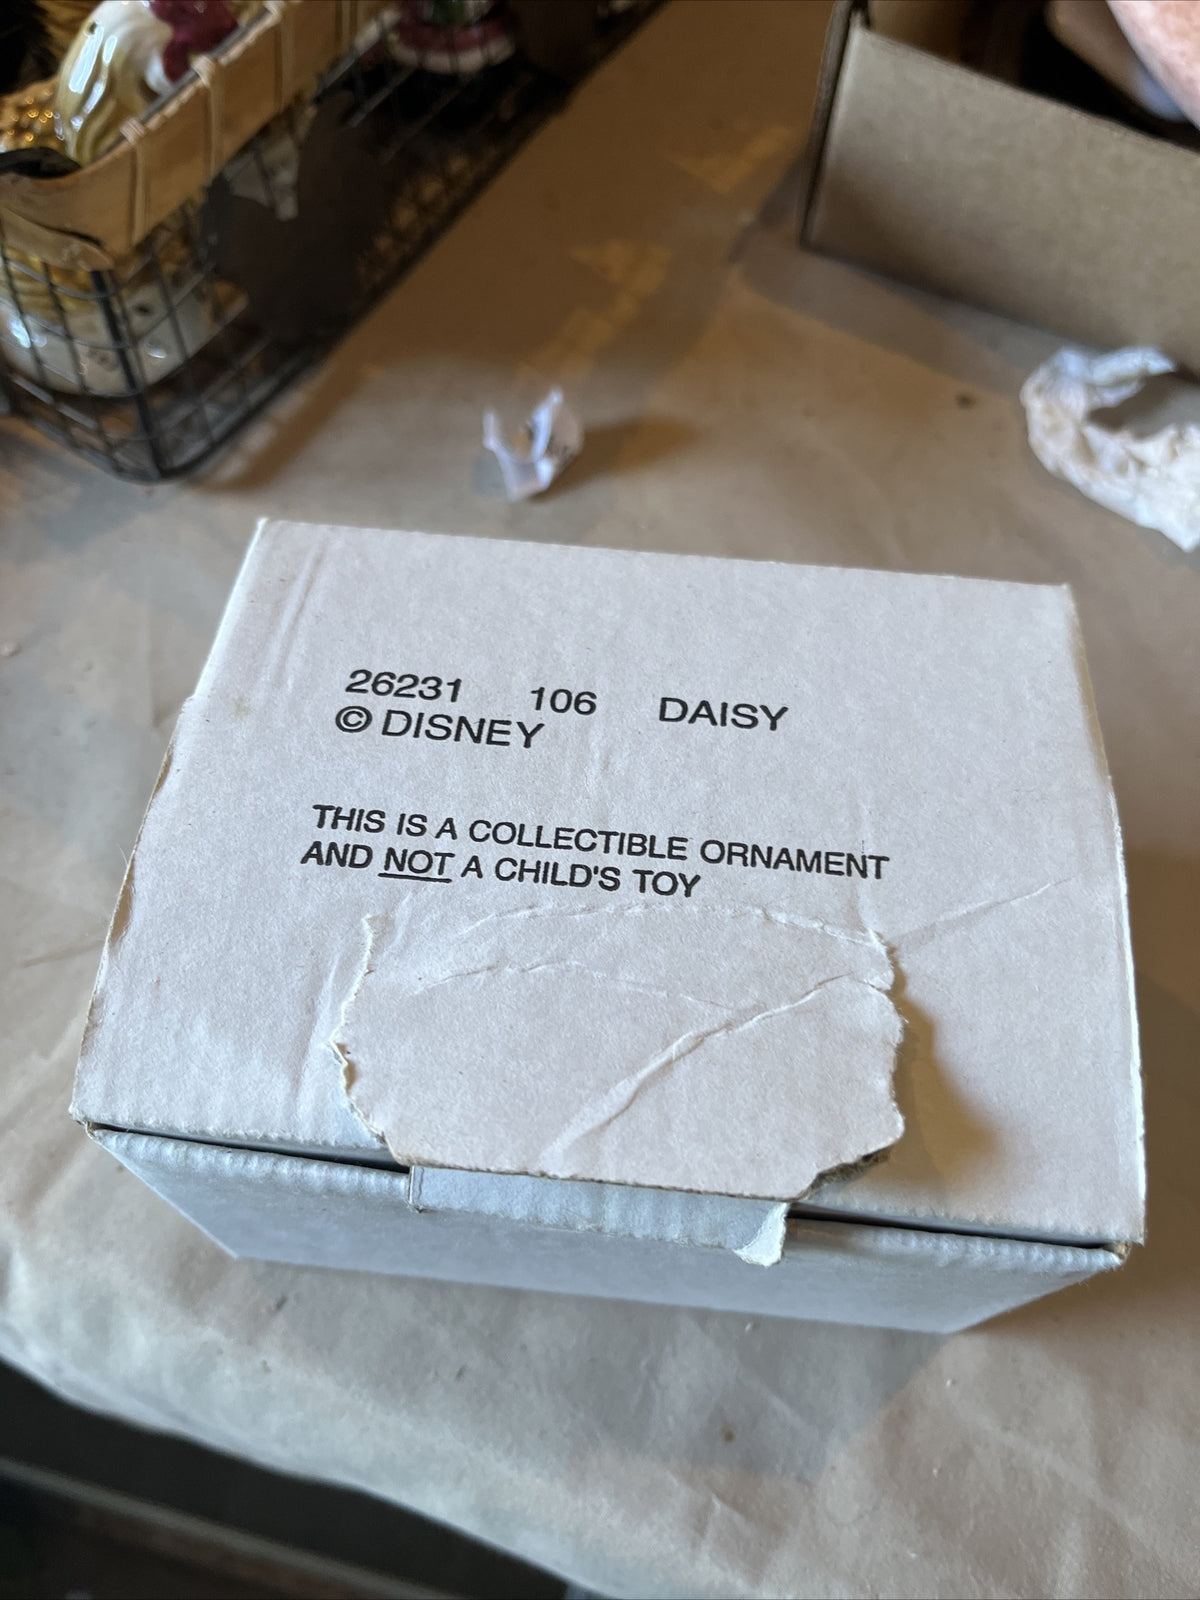 26231 106 DAISY
© DISNEY
THIS IS A COLLECTIBLE ORNAMENT
AND NOT A CHILD'S TOY